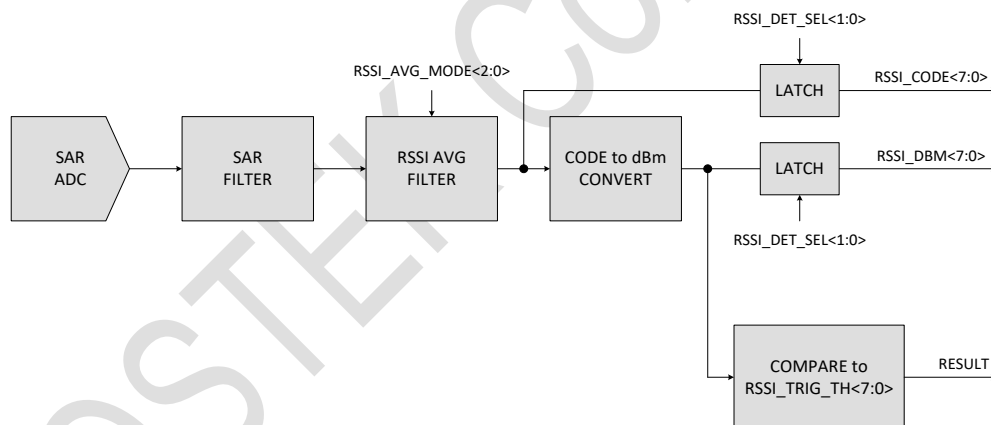 RSSI_DET_SEL<1:0>
RSSI_AVG_MODE<2:0>
LATCH
RSSI_CODE<7:0>
SAR
ADC
SAR
FILTER
RSSI AVG
FILTER
CODE to dBm
CONVERT
LATCH
RSSI_DBM<7:0>
RSSI_DET_SEL<1:0>
COMPARE to
RSSI_TRIG_TH<7:0>
RESULT